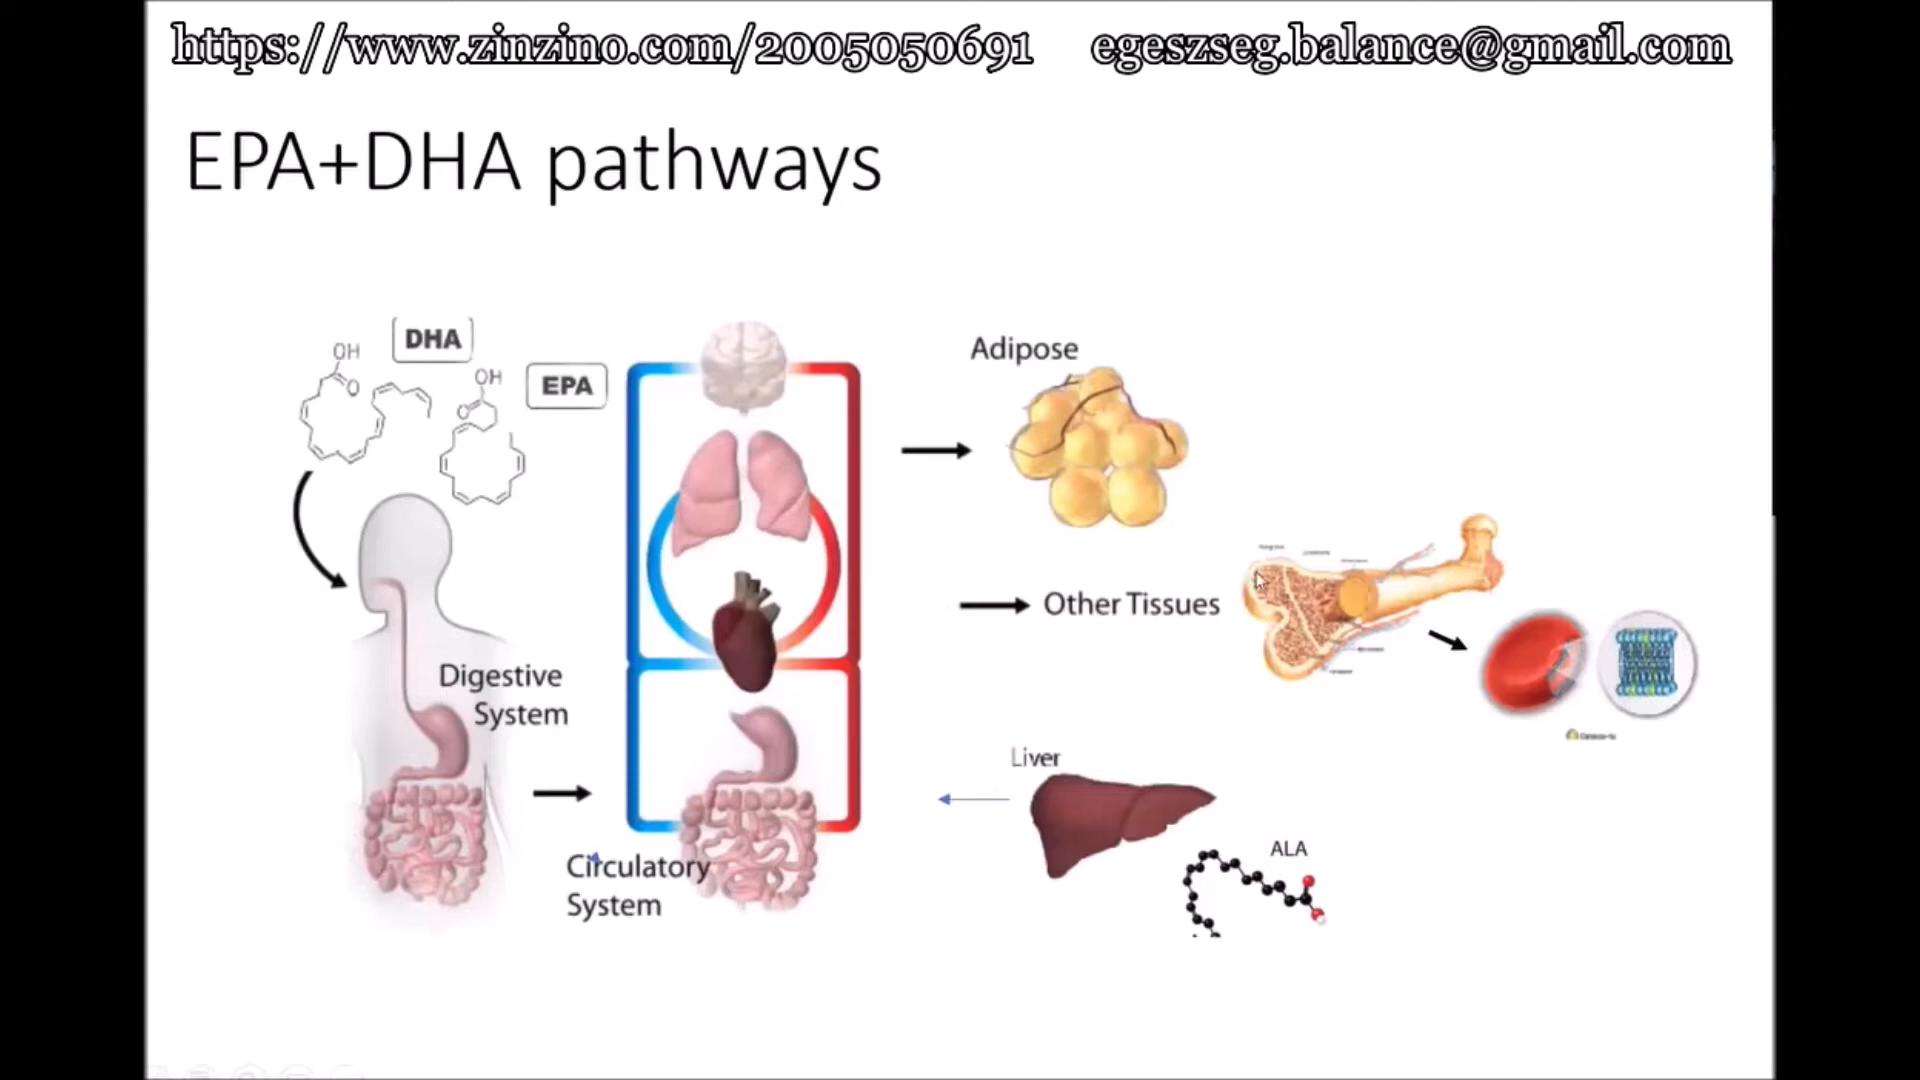 https://www.zinzino.com/2005050691 egeszseg.balance@gmail.com
EPA+DHA pathways
DHA
OH
O
EPA
OH
O
Adipose
Other Tissues
Digestive
System
Liver
ALA
Circulatory
System